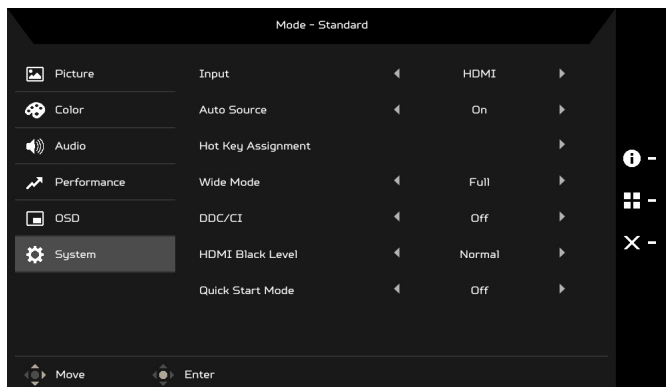 Mode - Standard
Picture
Input HDMI
Color
Auto Source On
Audio
Hot Key Assignment
Performance
Wide Mode Full
OSD
DDC/CI Off
System
HDMI Black Level Normal
Quick Start Mode Off
Move Enter